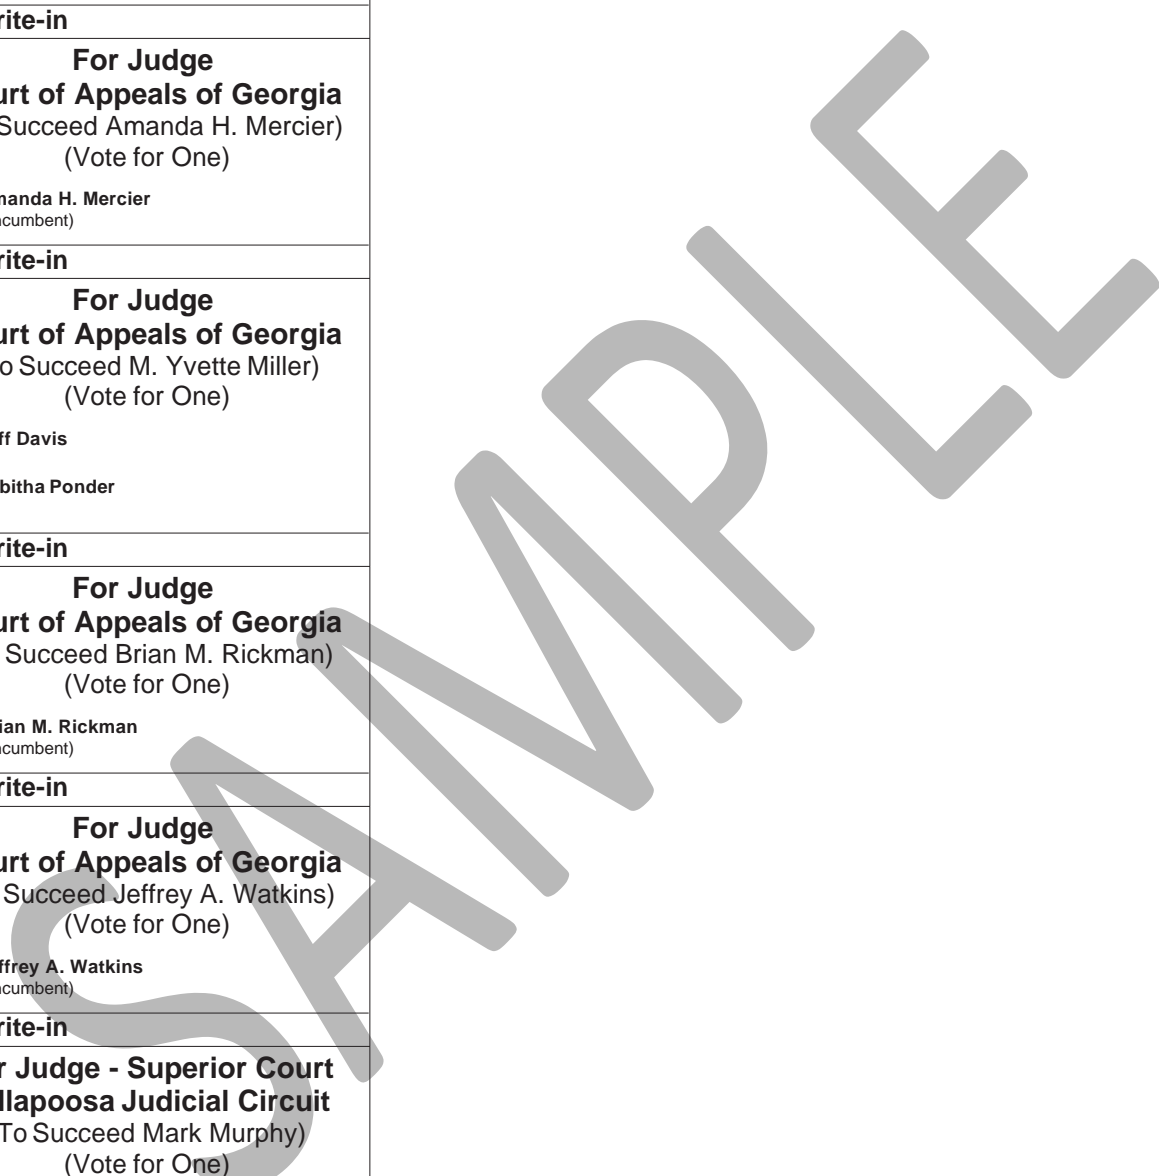 rite-in
For Judge
urt of Appeals of Georgia
Succeed Amanda H. Mercier)
(Vote for One)
manda H. Mercier
ncumbent)
rite-in
For Judge
urt of Appeals of Georgia
o Succeed M. Yvette Miller)
(Vote for One)
ff Davis
bitha Ponder
rite-in
For Judge
urt of Appeals of Georgia
Succeed Brian M. Rickman)
(Vote for One)
ian M. Rickman
ncumbent)
rite-in
For Judge
urt of Appeals of Georgia
Succeed Jeffrey A. Watkins)
(Vote for One)
ffrey A. Watkins
ncumbent)
rite-in
r Judge - Superior Court
llapoosa Judicial Circuit
To Succeed Mark Murphy)
(Vote for One)
SAMPLE